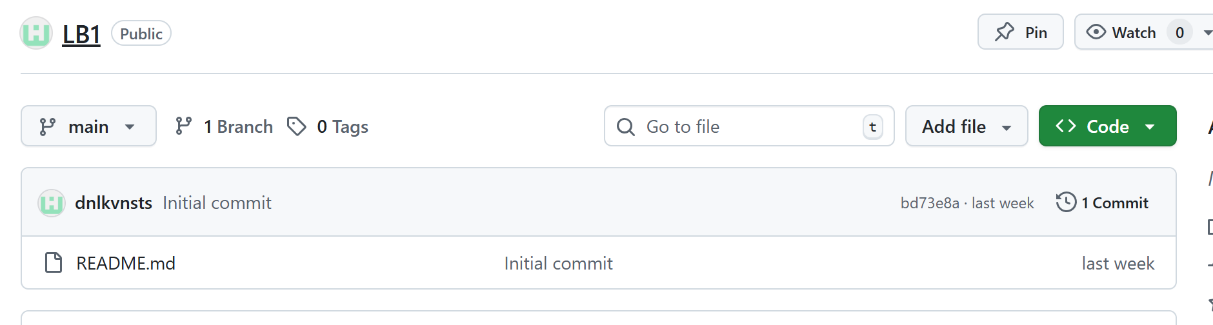 LB1 Public Pin Watch 0
main 1 Branch 0 Tags Go to file t Add file <> Code
dnlkvnsts Initial commit bd73e8a · last week 1 Commit
README.md Initial commit last week